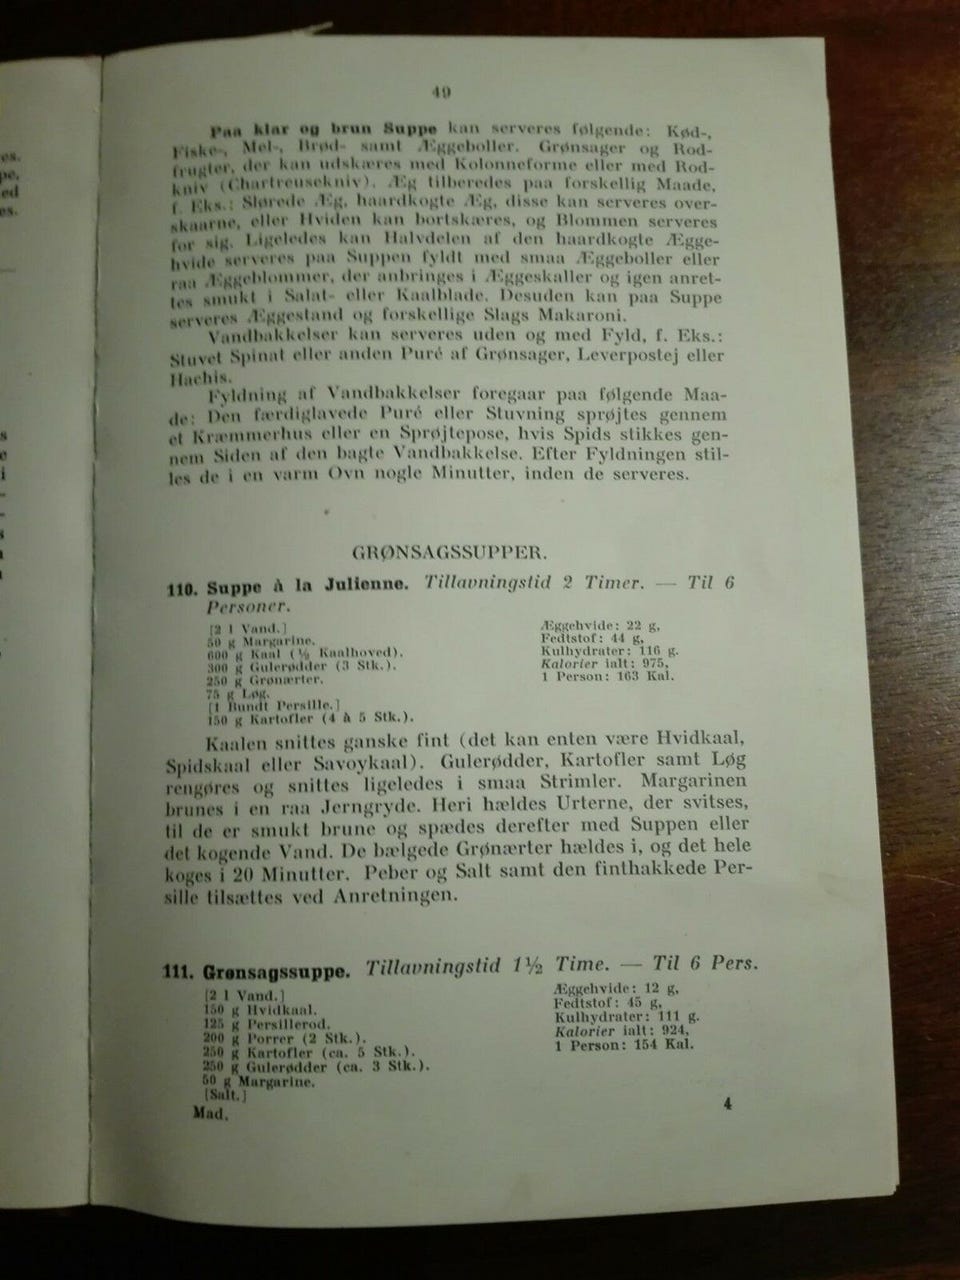 49
Paa klar og brun Suppe kan serveres følgende: Kød-,
Fiske-, Mel-, Brød- samt Æggeboller. Grønsager og Rod-
frugter, der kan udskæres med Kolonneforme eller med Rod-
kniv (Chartreusekniv). Æg tilberedes paa forskellig Maade,
f. Eks.: Slørede Æg, haardkogte Æg, disse kan serveres over-
skaarne, eller Hviden kan bortskæres, og Blommen serveres
for sig. Ligeledes kan Halvdelen af den haardkogte Ægge-
hvide serveres paa Suppen fyldt med smaa Æggeboller eller
raa Æggeblommer, der anbringes i Æggeskaller og igen anret-
tes smukt i Salat- eller Kaalblade. Desuden kan paa Suppe
serveres Æggestand og forskellige Slags Makaroni.
Vandbakkelser kan serveres uden og med Fyld, f. Eks.:
Stuvet Spinat eller anden Puré af Grønsager, Leverpostej eller
Hachis.
Fyldning af Vandbakkelser foregaar paa følgende Maa-
de: Den færdiglavede Puré eller Stuvning sprøjtes gennem
et Kræmmerhus eller en Sprøjtepose, hvis Spids stikkes gen-
nem Siden af den bagte Vandbakkelse. Efter Fyldningen stil-
les de i en varm Ovn nogle Minutter, inden de serveres.
GRØNSAGSSUPPER.
110. Suppe à la Julienne. Tillavningstid 2 Timer. — Til 6
Personer.
[2 l Vand.]
50 g Margarine.
600 g Kaal (½ Kaalhoved).
300 g Gulerødder (3 Stk.).
250 g Grønærter.
75 g Løg.
[1 Bundt Persille.]
150 g Kartofler (4 à 5 Stk.).
Æggehvide: 22 g,
Fedtstof: 44 g,
Kulhydrater: 116 g.
Kalorier ialt: 975,
1 Person: 163 Kal.
Kaalen snittes ganske fint (det kan enten være Hvidkaal,
Spidskaal eller Savoykaal). Gulerødder, Kartofler samt Løg
rengøres og snittes ligeledes i smaa Strimler. Margarinen
brunes i en raa Jerngryde. Heri hældes Urterne, der svitses,
til de er smukt brune og spædes derefter med Suppen eller
det kogende Vand. De bælgede Grønærter hældes i, og det hele
koges i 20 Minutter. Peber og Salt samt den finthakkede Per-
sille tilsættes ved Anretningen.
111. Grønsagssuppe. Tillavningstid 1½ Time. — Til 6 Pers.
[2 l Vand.]
150 g Hvidkaal.
125 g Persillerod.
200 g Porrer (2 Stk.).
250 g Kartofler (ca. 5 Stk.).
250 g Gulerødder (ca. 3 Stk.).
50 g Margarine.
[Salt.]
Æggehvide: 12 g,
Fedtstof: 45 g,
Kulhydrater: 111 g.
Kalorier ialt: 924,
1 Person: 154 Kal.
Mad.
4